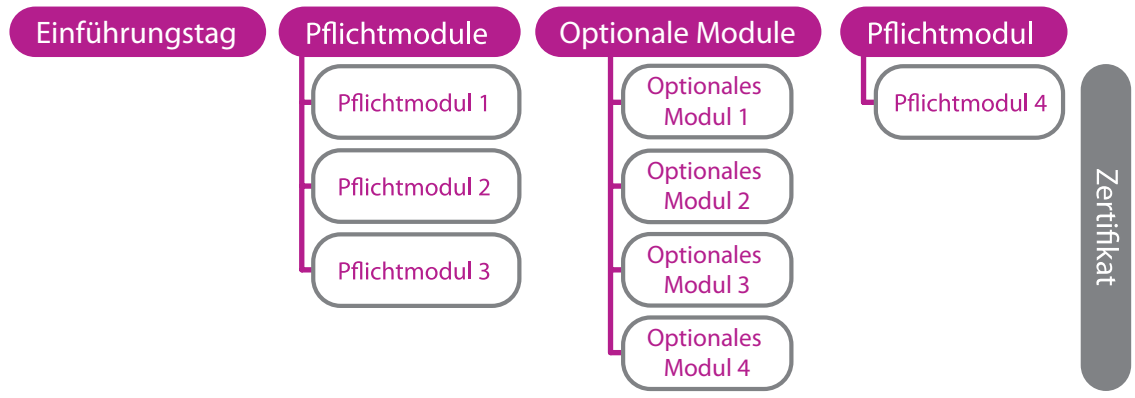 Einführungstag
Pflichtmodule
Pflichtmodul 1
Pflichtmodul 2
Pflichtmodul 3
Optionale Module
Optionales
Modul 1
Optionales
Modul 2
Optionales
Modul 3
Optionales
Modul 4
Pflichtmodul
Pflichtmodul 4
Zertifikat